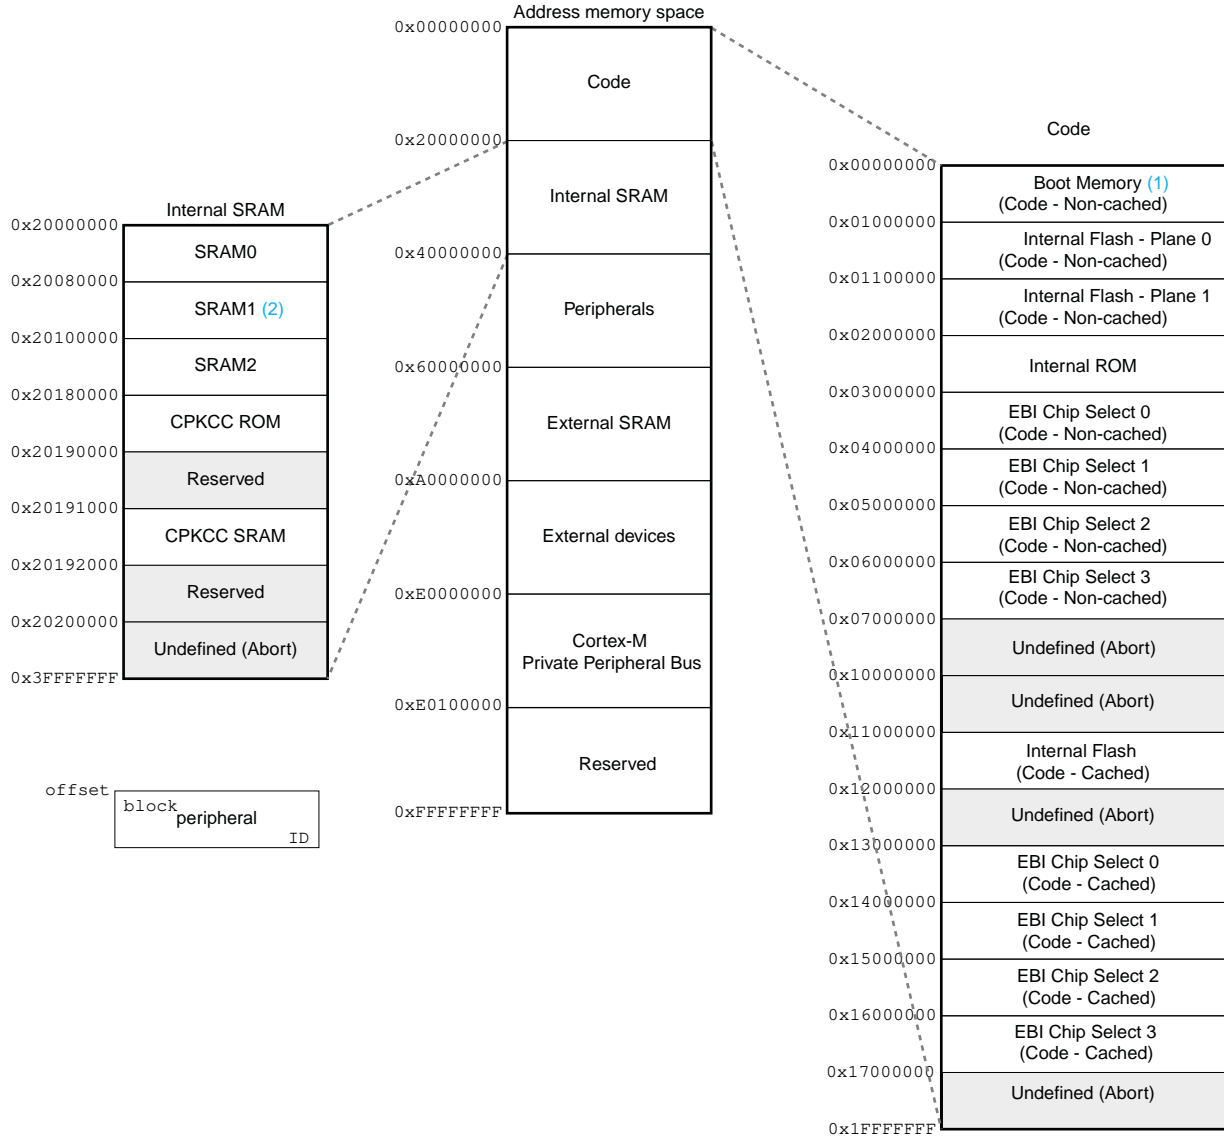 Address memory space
0x00000000
Code
0x20000000
Internal SRAM
0x40000000
Peripherals
0x60000000
External SRAM
0xA0000000
External devices
0xE0000000
Cortex-M
Private Peripheral Bus
0xE0100000
Reserved
0xFFFFFFFF
Internal SRAM
0x20000000
SRAM0
0x20080000
SRAM1 (2)
0x20100000
SRAM2
0x20180000
CPKCC ROM
0x20190000
Reserved
0x20191000
CPKCC SRAM
0x20192000
Reserved
0x20200000
Undefined (Abort)
0x3FFFFFFF
offset
block
peripheral
ID
Code
0x00000000
Boot Memory (1)
(Code - Non-cached)
0x01000000
Internal Flash - Plane 0
(Code - Non-cached)
0x01100000
Internal Flash - Plane 1
(Code - Non-cached)
0x02000000
Internal ROM
0x03000000
EBI Chip Select 0
(Code - Non-cached)
0x04000000
EBI Chip Select 1
(Code - Non-cached)
0x05000000
EBI Chip Select 2
(Code - Non-cached)
0x06000000
EBI Chip Select 3
(Code - Non-cached)
0x07000000
Undefined (Abort)
0x10000000
Undefined (Abort)
0x11000000
Internal Flash
(Code - Cached)
0x12000000
Undefined (Abort)
0x13000000
EBI Chip Select 0
(Code - Cached)
0x14000000
EBI Chip Select 1
(Code - Cached)
0x15000000
EBI Chip Select 2
(Code - Cached)
0x16000000
EBI Chip Select 3
(Code - Cached)
0x17000000
Undefined (Abort)
0x1FFFFFFF